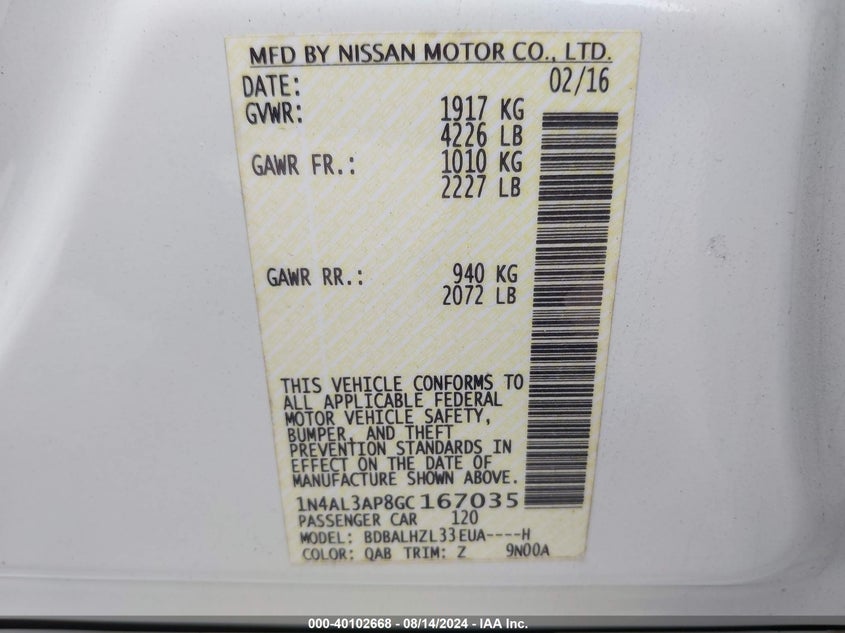 MFD BY NISSAN MOTOR CO., LTD.
DATE: 02/16
GVWR: 1917 KG
4226 LB
GAWR FR.: 1010 KG
2227 LB
GAWR RR.: 940 KG
2072 LB
THIS VEHICLE CONFORMS TO
ALL APPLICABLE FEDERAL
MOTOR VEHICLE SAFETY,
BUMPER, AND THEFT
PREVENTION STANDARDS IN
EFFECT ON THE DATE OF
MANUFACTURE SHOWN ABOVE.
1N4AL3AP8GC167035
PASSENGER CAR 120
MODEL: BDBALHZL33EUA----H
COLOR: QAB TRIM: Z 9N00A
000-40102668 - 08/14/2024 - IAA Inc.